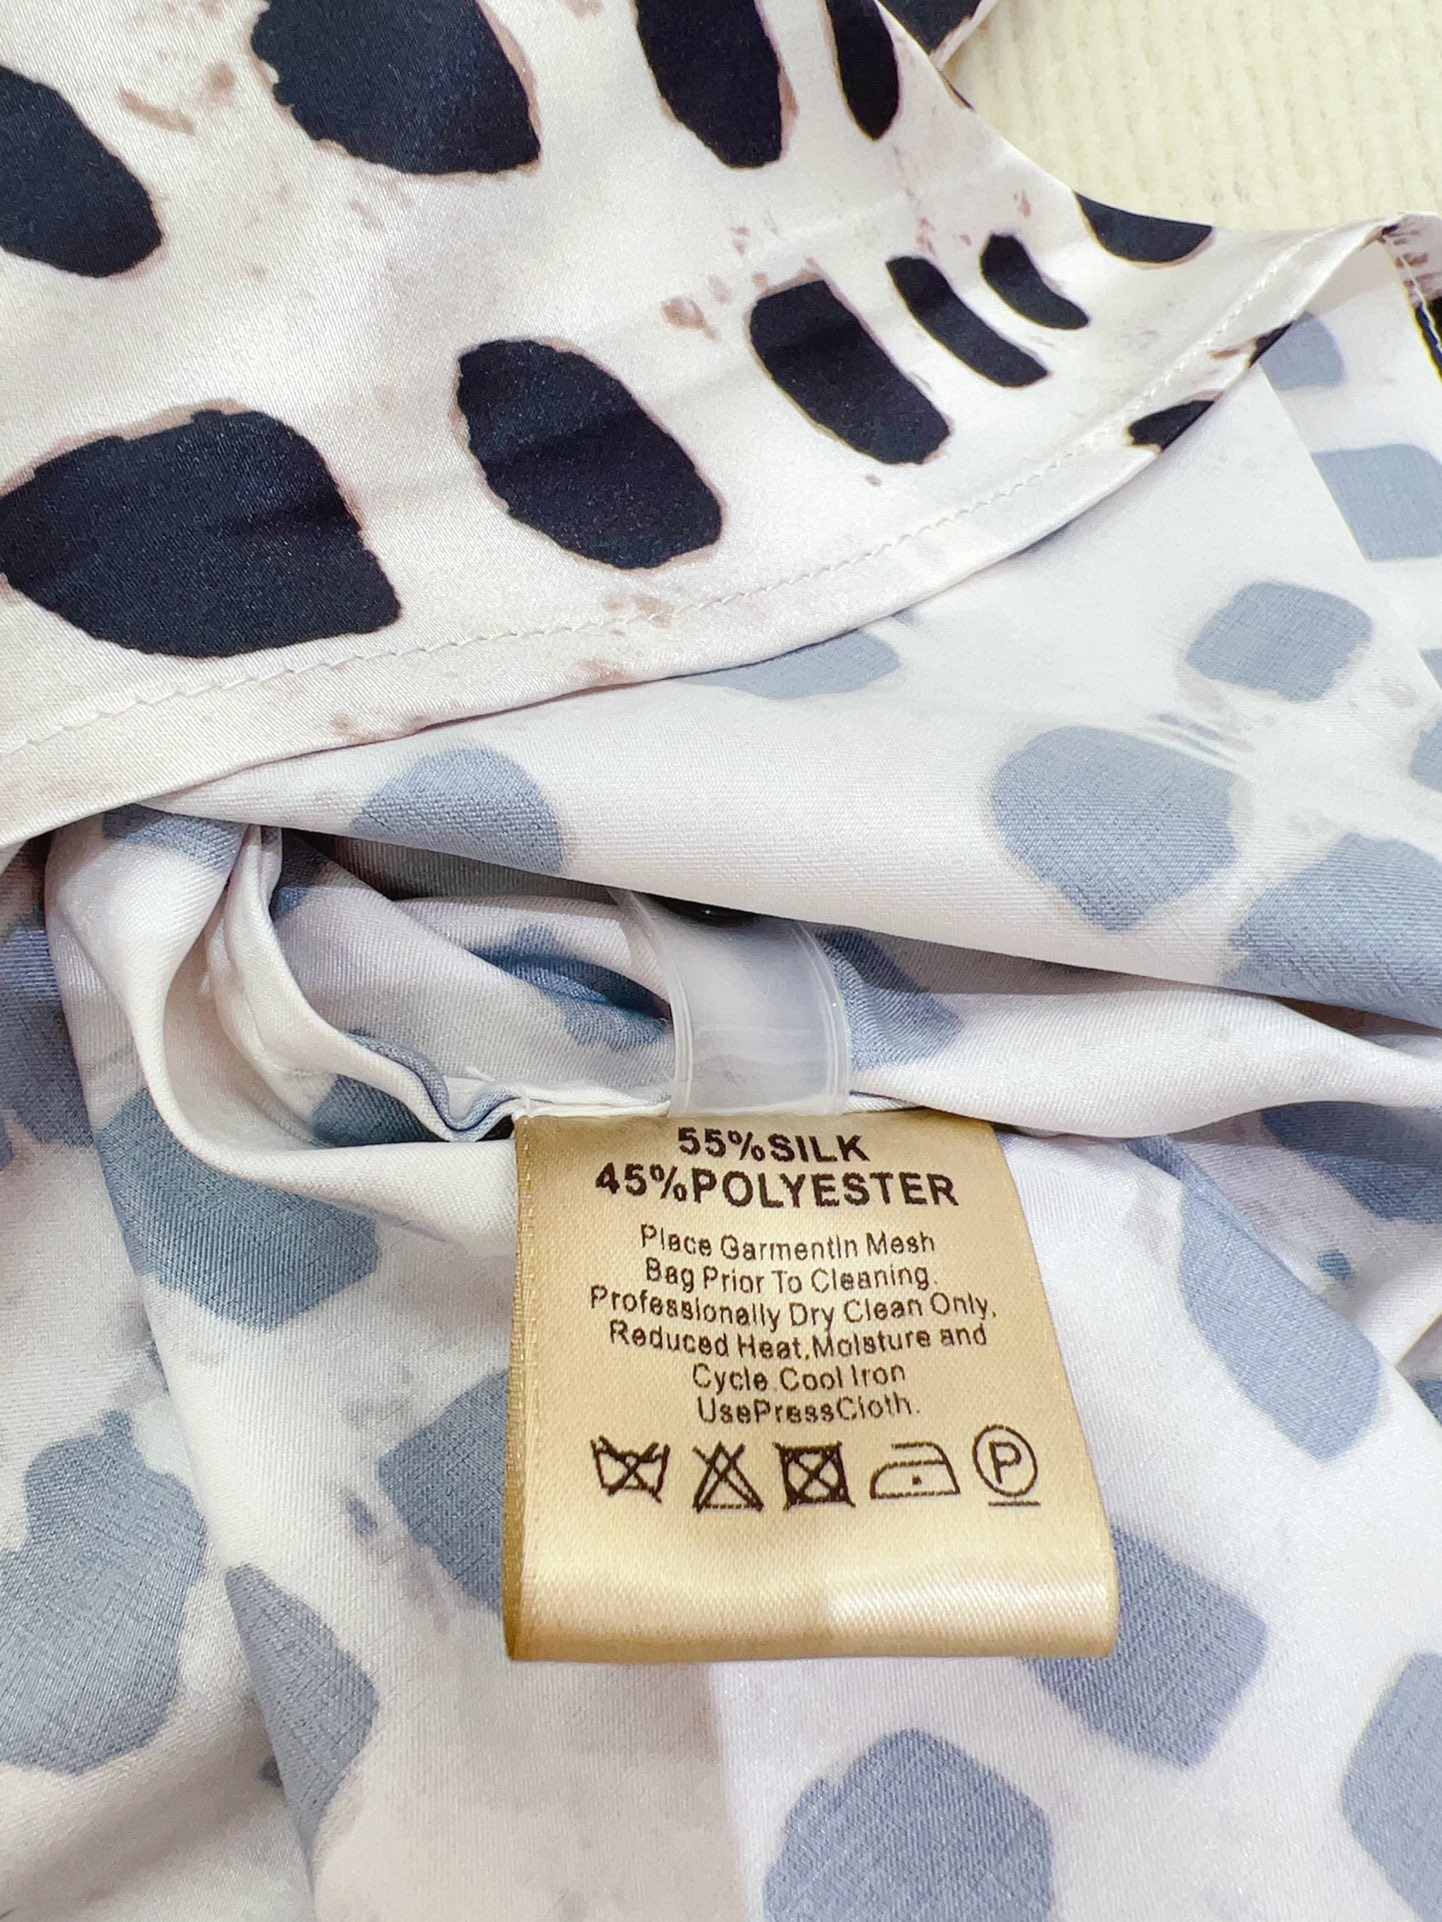 55%SILK
45%POLYESTER
Place GarmentIn Mesh
Bag Prior To Cleaning.
Professionally Dry Clean Only,
Reduced Heat,Moisture and
Cycle.Cool Iron
UsePressCloth.
P